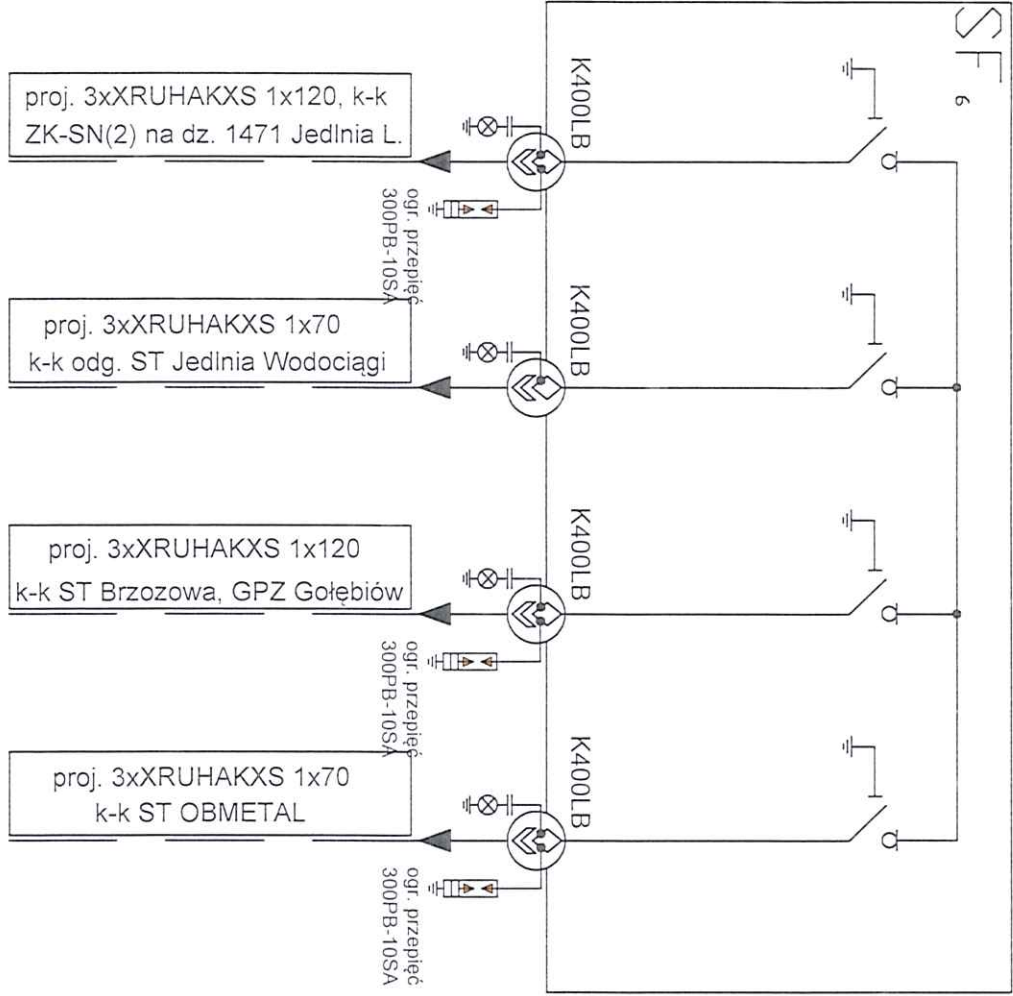 SF6
proj. 3xXRUHAKXS 1x120, k-k
ZK-SN(2) na dz. 1471 Jedlnia L.
K400LB
ogr. przepięć
300PB-10SA
proj. 3xXRUHAKXS 1x70
k-k odg. ST Jedlnia Wodociągi
K400LB
proj. 3xXRUHAKXS 1x120
k-k ST Brzozowa, GPZ Gołębiów
K400LB
ogr. przepięć
300PB-10SA
proj. 3xXRUHAKXS 1x70
k-k ST OBMETAL
K400LB
ogr. przepięć
300PB-10SA